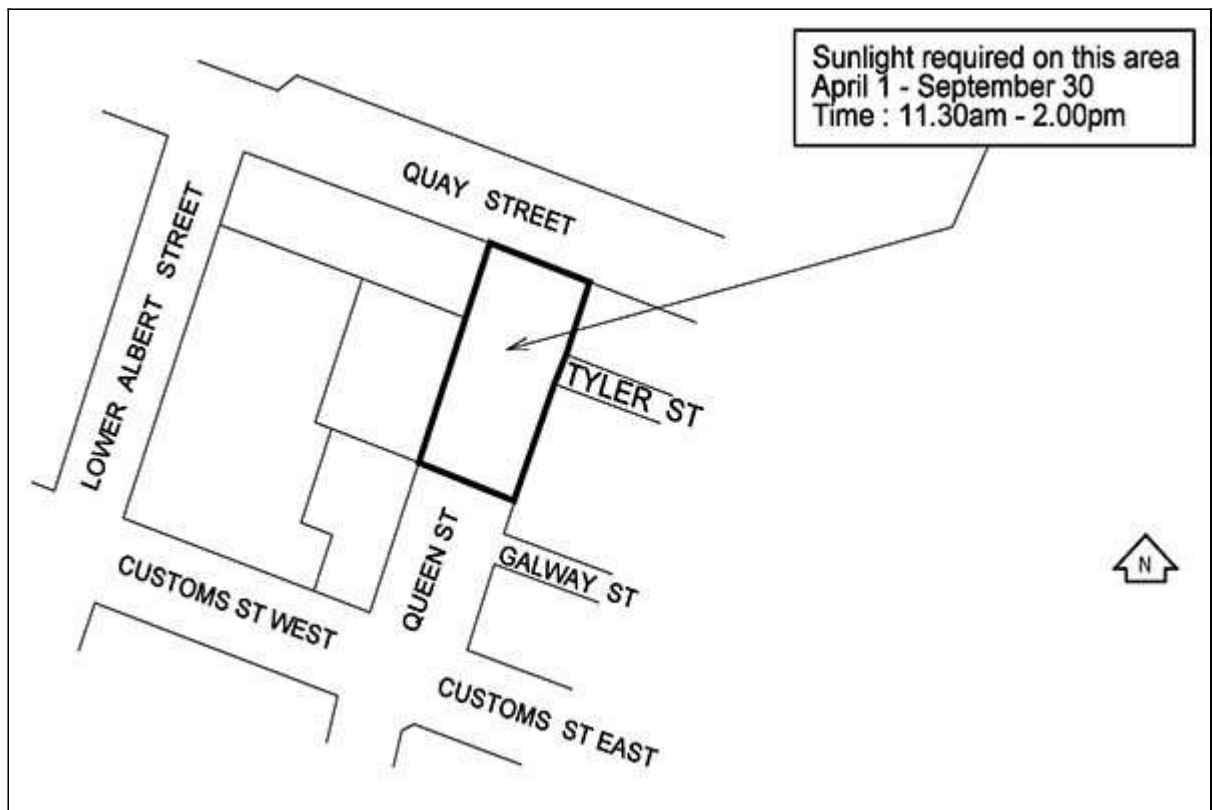 Sunlight required on this area
April 1 - September 30
Time : 11.30am - 2.00pm
QUAY STREET
LOWER ALBERT STREET
TYLER ST
QUEEN ST
GALWAY ST
N
CUSTOMS ST WEST
CUSTOMS ST EAST